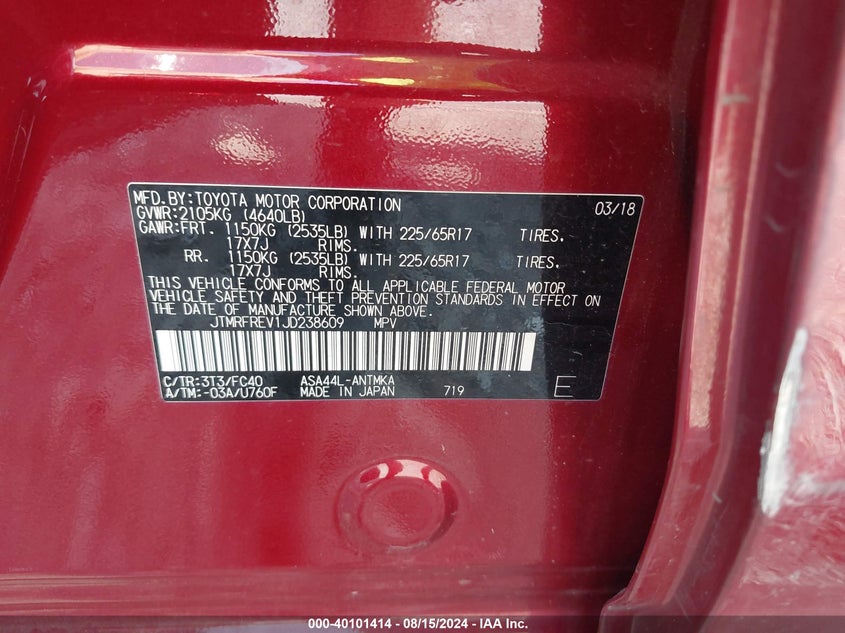 MFD.BY:TOYOTA MOTOR CORPORATION 03/18
GVWR:2105KG (4640LB)
GAWR:FRT. 1150KG (2535LB) WITH 225/65R17 TIRES.
17X7J RIMS.
RR. 1150KG (2535LB) WITH 225/65R17 TIRES.
17X7J RIMS.
THIS VEHICLE CONFORMS TO ALL APPLICABLE FEDERAL MOTOR
VEHICLE SAFETY AND THEFT PREVENTION STANDARDS IN EFFECT ON
THE DATE OF MANUFACTURE SHOWN ABOVE.
JTMRFREV1JD238609 MPV
C/TR:3T3/FC40 ASA44L-ANTMKA
A/TM:-03A/U760F MADE IN JAPAN 719 E
000-40101414 - 08/15/2024 - IAA Inc.